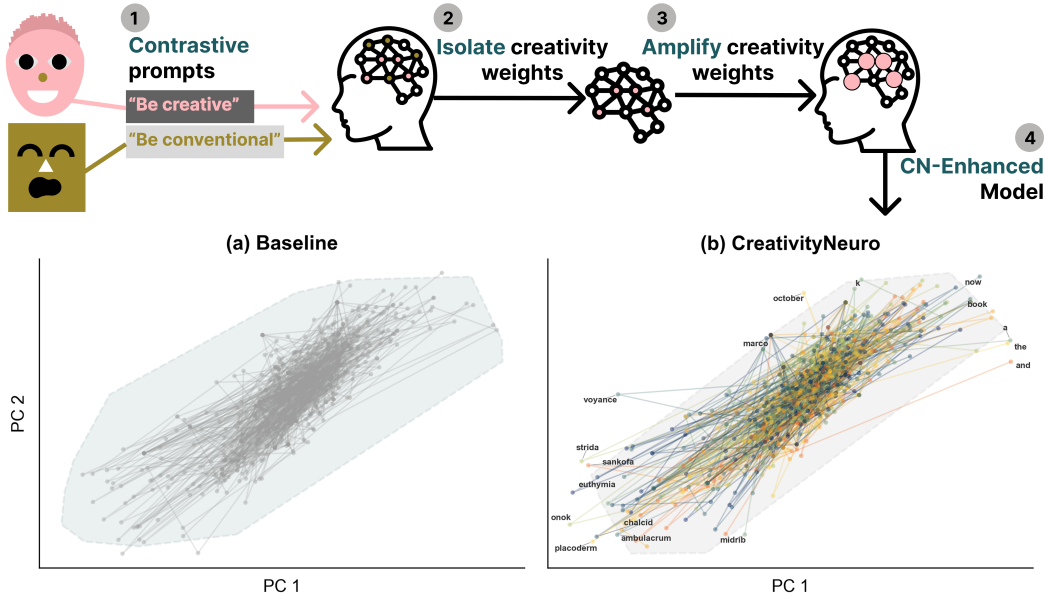 1
Contrastive
prompts
“Be creative”
“Be conventional”
2
Isolate creativity
weights
3
Amplify creativity
weights
4
CN-Enhanced
Model
(a) Baseline
PC 2
PC 1
(b) CreativityNeuro
k
now
october
book
a
marco
the
and
voyance
strida
sankofa
euthymia
onok
chalcid
ambulacrum
midrib
placoderm
PC 1